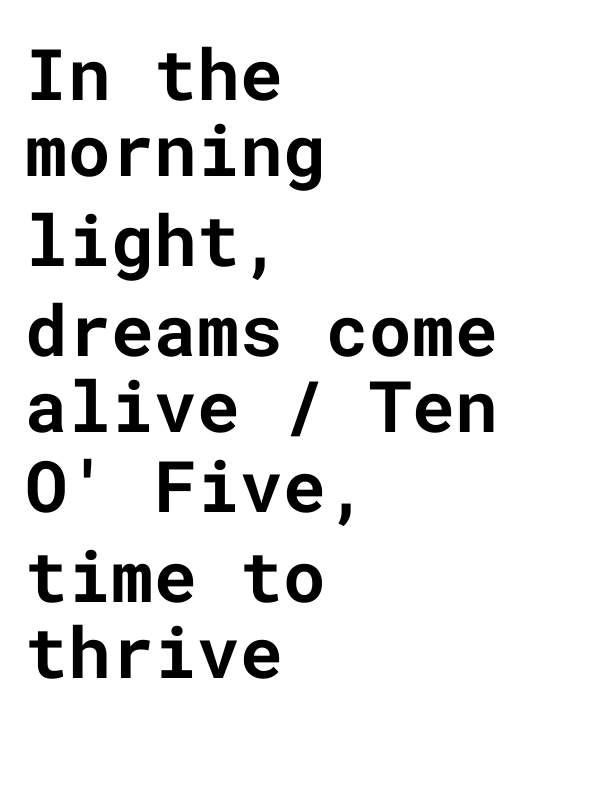 In the
morning
light,
dreams come
alive / Ten
O' Five,
time to
thrive